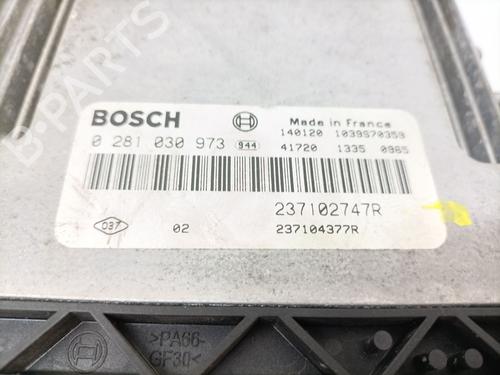 BOSCH
Made in France
140120 1039S70359
0 281 030 973 944 41720 1335 0985
237102747R
037 02 237104377R
>PA66-
GF30<
B-PARTS